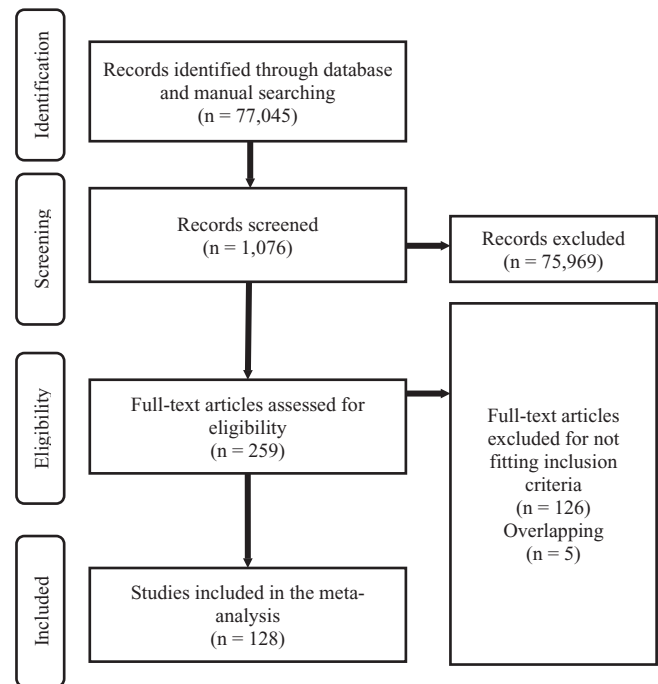 Identification
Records identified through database
and manual searching
(n = 77,045)
Screening
Records screened
(n = 1,076)
Records excluded
(n = 75,969)
Eligibility
Full-text articles assessed for
eligibility
(n = 259)
Full-text articles
excluded for not
fitting inclusion
criteria
(n = 126)
Overlapping
(n = 5)
Included
Studies included in the meta-
analysis
(n = 128)